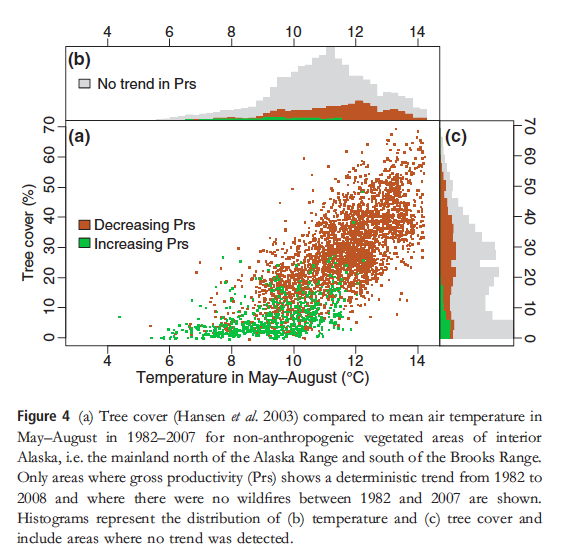 4 6 8 10 12 14
(b)
No trend in Prs
(a)
(c)
70
60
50
40
30
20
10
0
Tree cover (%)
Decreasing Prs
Increasing Prs
70
60
50
40
30
20
10
0
4 6 8 10 12 14
Temperature in May–August (°C)
Figure 4 (a) Tree cover (Hansen et al. 2003) compared to mean air temperature in
May–August in 1982–2007 for non-anthropogenic vegetated areas of interior
Alaska, i.e. the mainland north of the Alaska Range and south of the Brooks Range.
Only areas where gross productivity (Prs) shows a deterministic trend from 1982 to
2008 and where there were no wildfires between 1982 and 2007 are shown.
Histograms represent the distribution of (b) temperature and (c) tree cover and
include areas where no trend was detected.